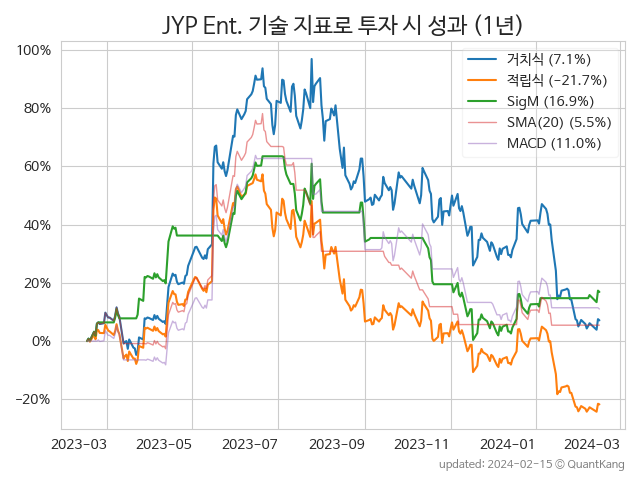 JYP Ent. 기술 지표로 투자 시 성과 (1년)
거치식 (7.1%)
적립식 (−21.7%)
SigM (16.9%)
SMA(20) (5.5%)
MACD (11.0%)
100%
80%
60%
40%
20%
0%
−20%
2023-03 2023-05 2023-07 2023-09 2023-11 2024-01 2024-03
updated: 2024-02-15 © QuantKang